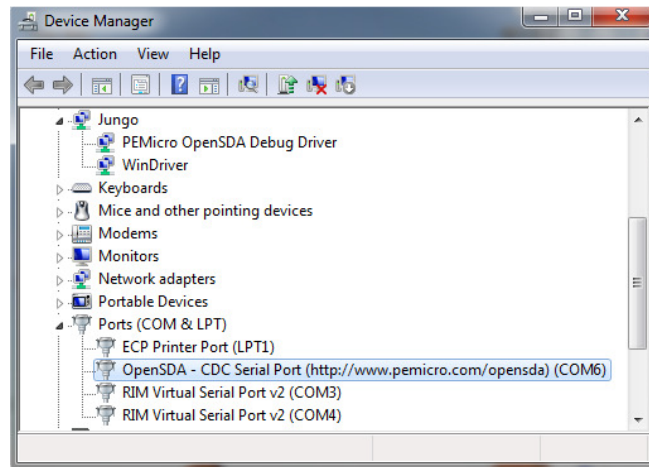 Device Manager
File Action View Help
Jungo
PEMicro OpenSDA Debug Driver
WinDriver
Keyboards
Mice and other pointing devices
Modems
Monitors
Network adapters
Portable Devices
Ports (COM & LPT)
ECP Printer Port (LPT1)
OpenSDA - CDC Serial Port (http://www.pemicro.com/opensda) (COM6)
RIM Virtual Serial Port v2 (COM3)
RIM Virtual Serial Port v2 (COM4)